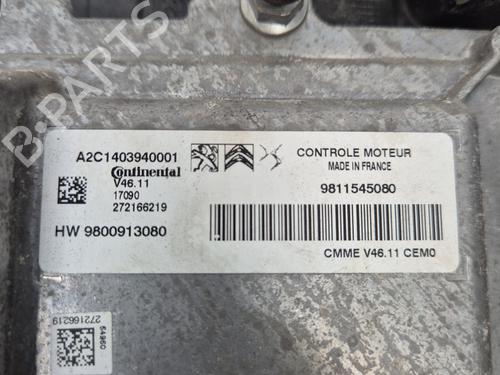 A2C1403940001
Continental
V46.11
17090
272166219
HW 9800913080
CONTROLE MOTEUR
MADE IN FRANCE
9811545080
CMME V46.11 CEM0
54960
272166219
B-Parts